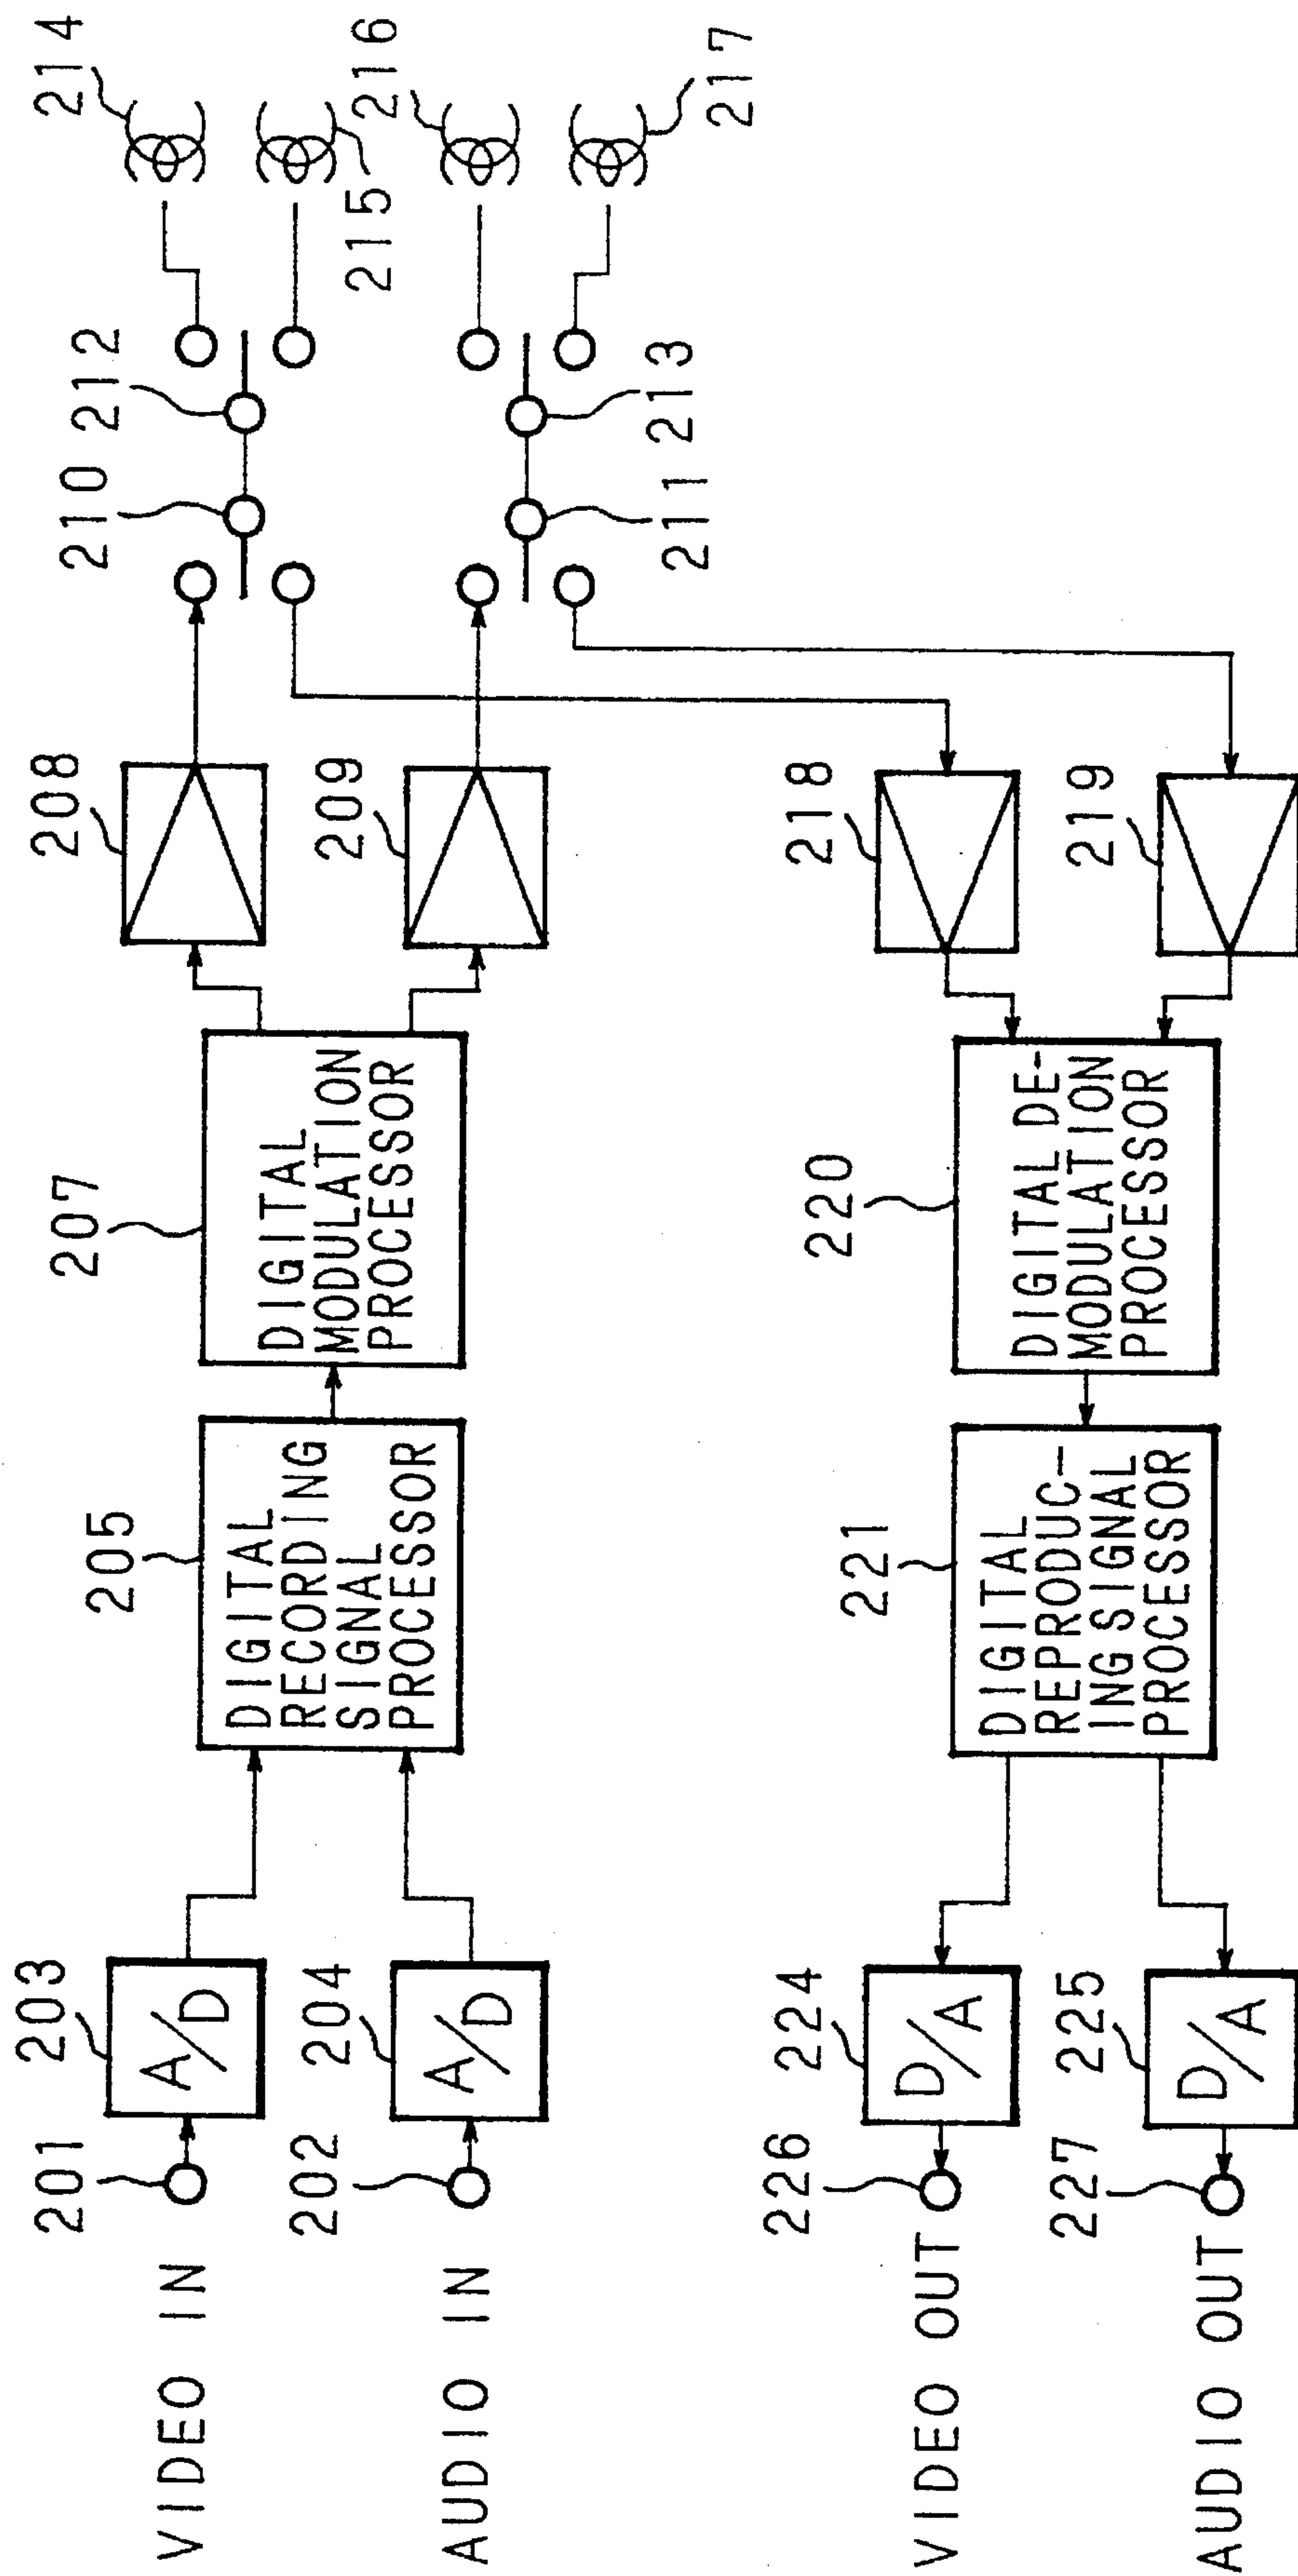 VIDEO IN
201
203
A/D
AUDIO IN
202
204
A/D
205
DIGITAL
RECORDING
SIGNAL
PROCESSOR
207
DIGITAL
MODULATION
PROCESSOR
208
209
210
212
211
213
214
215
216
217
VIDEO OUT
226
224
D/A
AUDIO OUT
227
225
D/A
221
DIGITAL
REPRODUC-
ING SIGNAL
PROCESSOR
220
DIGITAL DE-
MODULATION
PROCESSOR
218
219